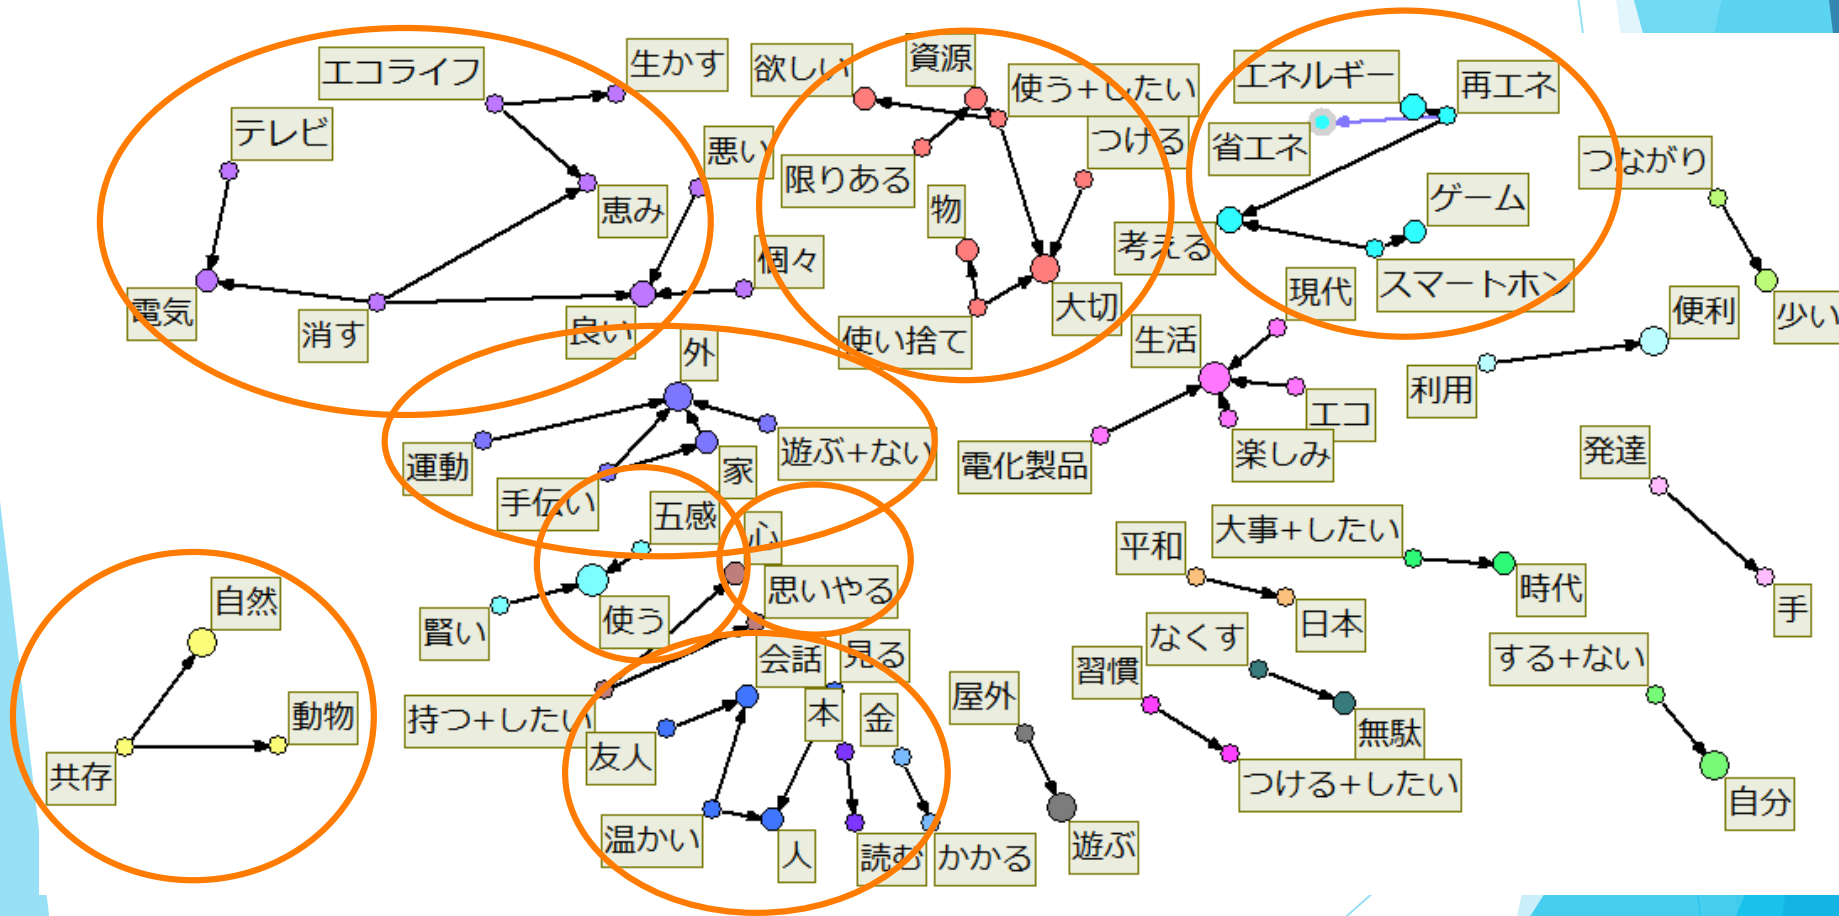 エコライフ
生かす
テレビ
恵み
悪い
電気
消す
良い
個々
欲しい
資源
使う+したい
限りある
つける
物
使い捨て
大切
エネルギー
再エネ
省エネ
ゲーム
考える
スマートホン
つながり
少い
現代
生活
エコ
楽しみ
電化製品
便利
利用
外
運動
手伝い
家
遊ぶ+ない
五感
心
賢い
使う
思いやる
持つ+したい
自然
動物
共存
会話
見る
友人
本
金
温かい
人
読む
かかる
屋外
遊ぶ
平和
日本
大事+したい
時代
発達
手
なくす
無駄
習慣
つける+したい
する+ない
自分